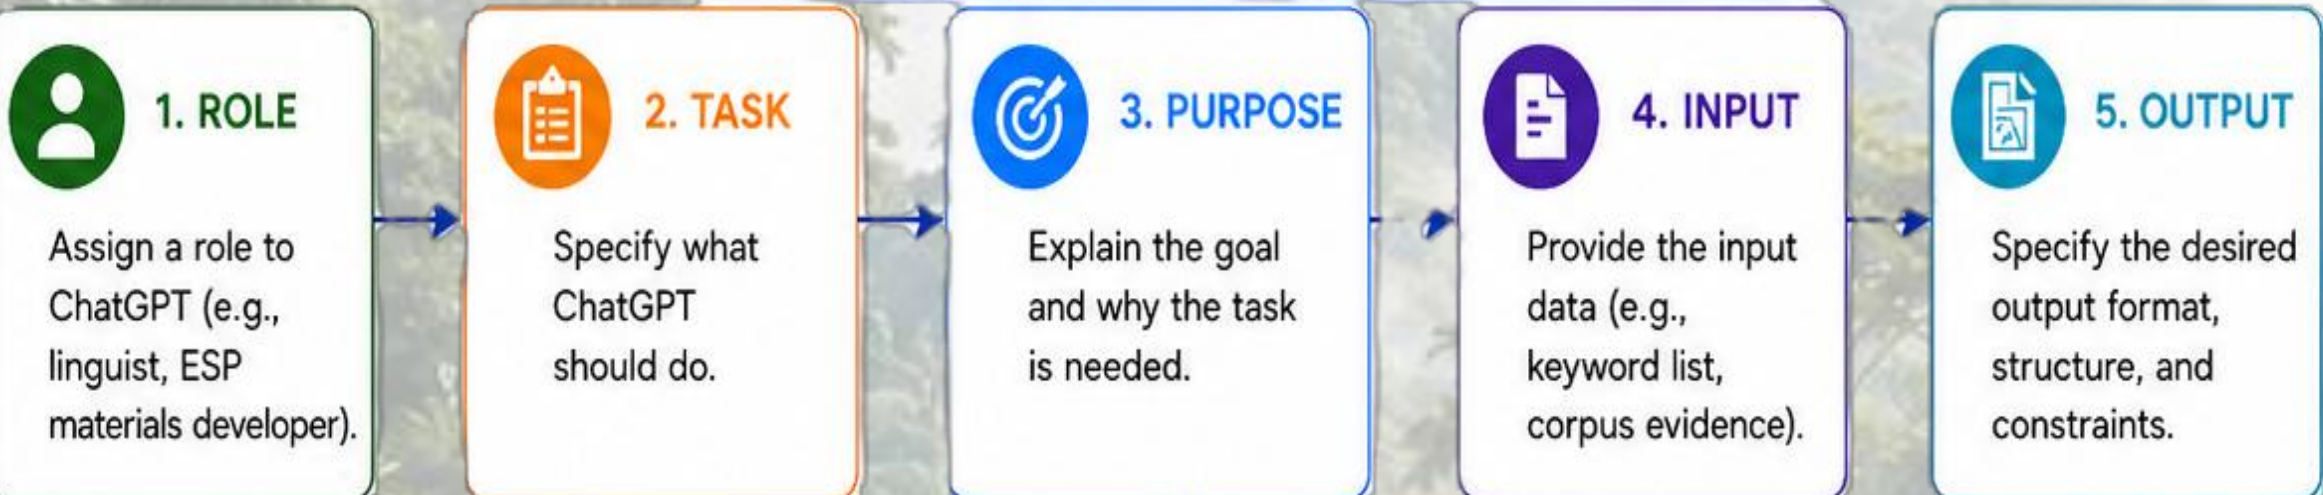 1. ROLE
Assign a role to
ChatGPT (e.g.,
linguist, ESP
materials developer).
2. TASK
Specify what
ChatGPT
should do.
3. PURPOSE
Explain the goal
and why the task
is needed.
4. INPUT
Provide the input
data (e.g.,
keyword list,
corpus evidence).
5. OUTPUT
Specify the desired
output format,
structure, and
constraints.